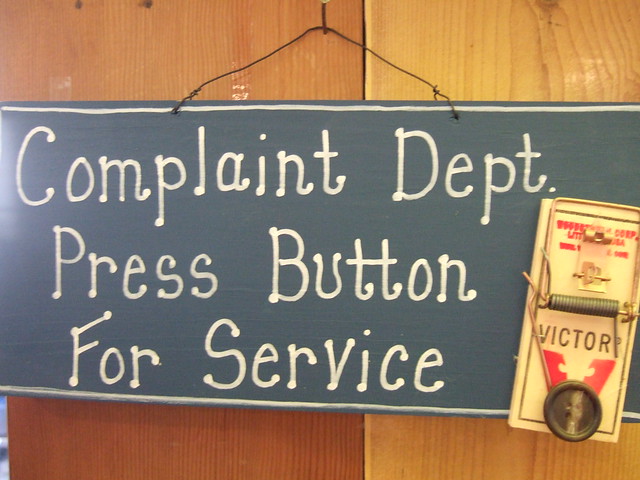 Complaint Dept.
Press Button
For Service
VICTOR